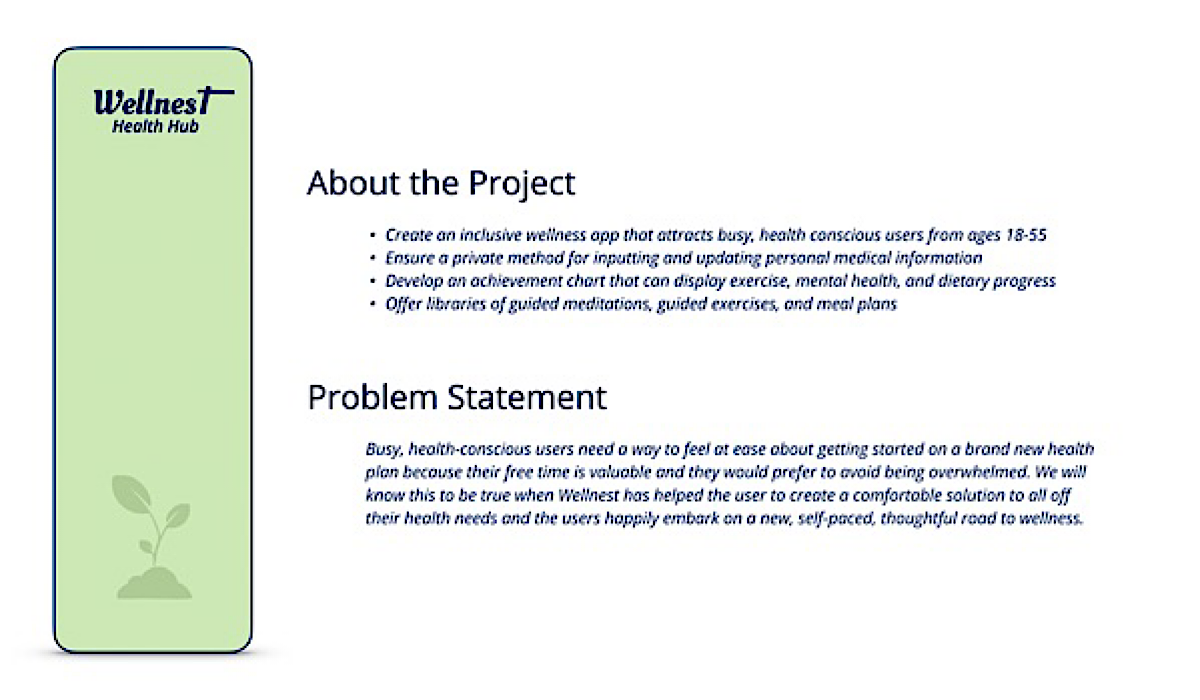 WellnesT
Health Hub
About the Project
• Create an inclusive wellness app that attracts busy, health conscious users from ages 18-55
• Ensure a private method for inputting and updating personal medical information
• Develop an achievement chart that can display exercise, mental health, and dietary progress
• Offer libraries of guided meditations, guided exercises, and meal plans
Problem Statement
Busy, health-conscious users need a way to feel at ease about getting started on a brand new health
plan because their free time is valuable and they would prefer to avoid being overwhelmed. We will
know this to be true when Wellnest has helped the user to create a comfortable solution to all off
their health needs and the users happily embark on a new, self-paced, thoughtful road to wellness.